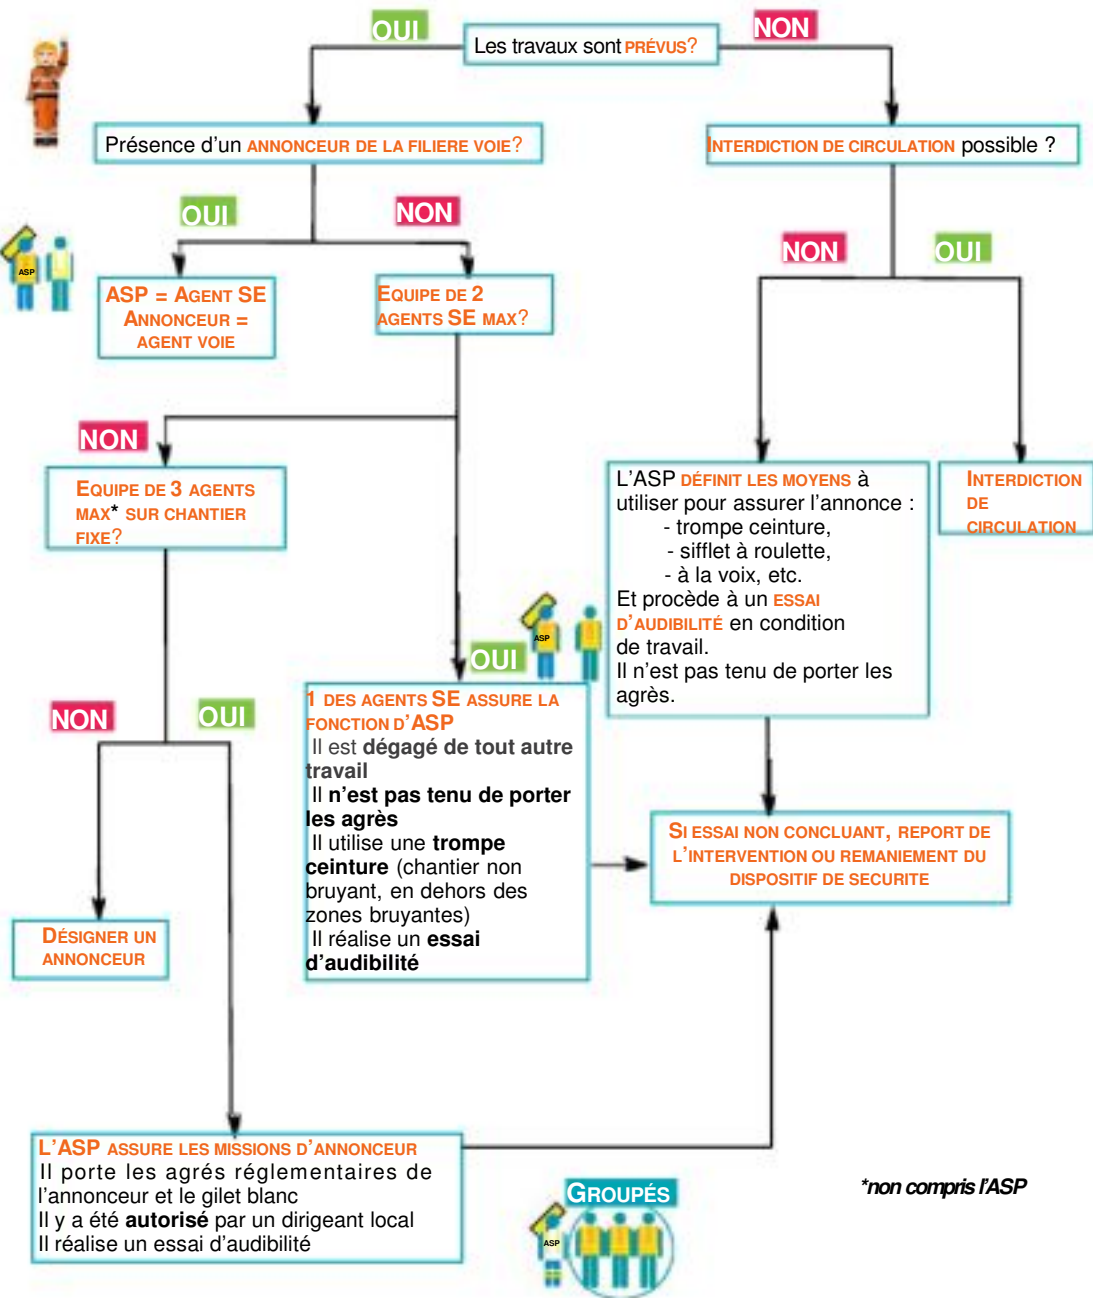 OUI
Les travaux sont PRÉVUS?
NON
Présence d'un ANNONCEUR DE LA FILIERE VOIE?
INTERDICTION DE CIRCULATION possible ?
OUI
NON
NON
OUI
ASP
ASP = AGENT SE
ANNONCEUR =
AGENT VOIE
EQUIPE DE 2
AGENTS SE MAX?
NON
EQUIPE DE 3 AGENTS
MAX* SUR CHANTIER
FIXE?
L'ASP DÉFINIT LES MOYENS à
utiliser pour assurer l'annonce :
- trompe ceinture,
- sifflet à roulette,
- à la voix, etc.
Et procède à un ESSAI
D'AUDIBILITÉ en condition
de travail.
Il n'est pas tenu de porter les
agrès.
INTERDICTION
DE
CIRCULATION
ASP
OUI
NON
OUI
1 DES AGENTS SE ASSURE LA
FONCTION D'ASP
Il est dégagé de tout autre
travail
Il n'est pas tenu de porter
les agrès
Il utilise une trompe
ceinture (chantier non
bruyant, en dehors des
zones bruyantes)
Il réalise un essai
d'audibilité
SI ESSAI NON CONCLUANT, REPORT DE
L'INTERVENTION OU REMANIEMENT DU
DISPOSITIF DE SECURITE
DÉSIGNER UN
ANNONCEUR
L'ASP ASSURE LES MISSIONS D'ANNONCEUR
Il porte les agrés réglementaires de
l'annonceur et le gilet blanc
Il y a été autorisé par un dirigeant local
Il réalise un essai d'audibilité
GROUPÉS
ASP
*non compris l'ASP